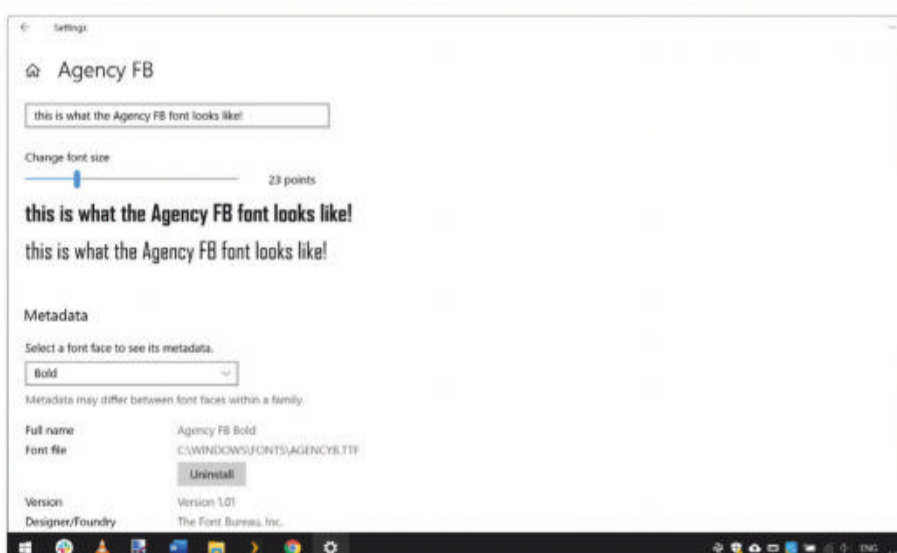 Settings
Agency FB
this is what the Agency FB font looks like!
Change font size
23 points
this is what the Agency FB font looks like!
this is what the Agency FB font looks like!
Metadata
Select a font face to see its metadata.
Bold
Metadata may differ between font faces within a family.
Full name Agency FB Bold
Font file C:\WINDOWS\FONTS\AGENCYB.TTF
Uninstall
Version Version 1.01
Designer/Foundry The Font Bureau, Inc.
ENG